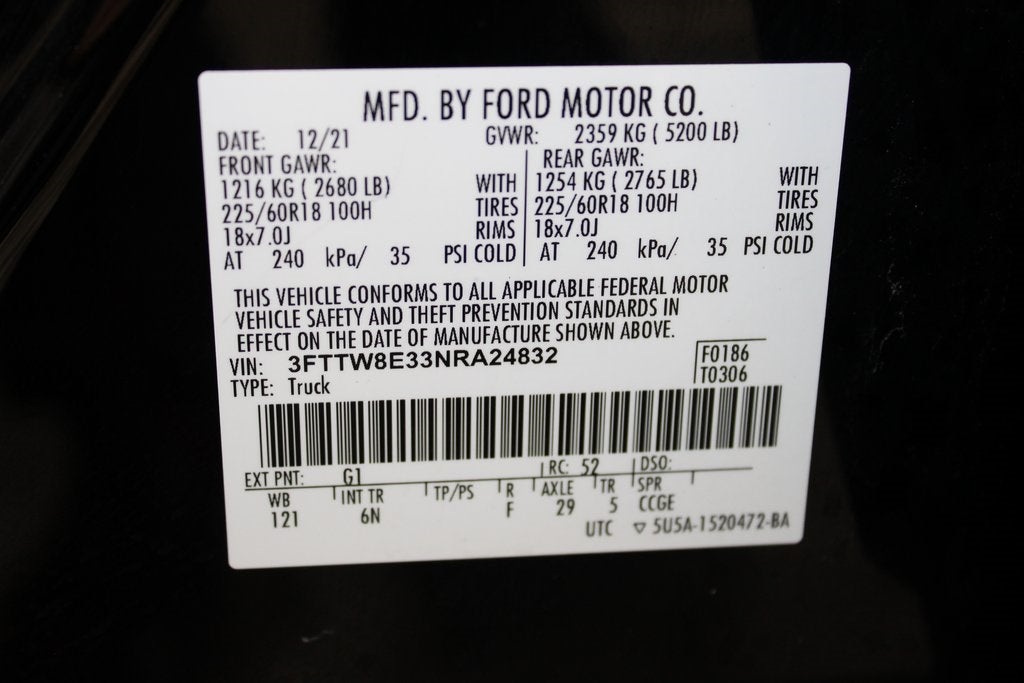 MFD. BY FORD MOTOR CO.
DATE: 12/21 GVWR: 2359 KG ( 5200 LB)
FRONT GAWR: REAR GAWR:
1216 KG ( 2680 LB) WITH 1254 KG ( 2765 LB) WITH
225/60R18 100H TIRES 225/60R18 100H TIRES
18x7.0J RIMS 18x7.0J RIMS
AT 240 kPa/ 35 PSI COLD AT 240 kPa/ 35 PSI COLD
THIS VEHICLE CONFORMS TO ALL APPLICABLE FEDERAL MOTOR
VEHICLE SAFETY AND THEFT PREVENTION STANDARDS IN
EFFECT ON THE DATE OF MANUFACTURE SHOWN ABOVE.
VIN: 3FTTW8E33NRA24832 F0186
TYPE: Truck T0306
EXT PNT: G1 RC: 52 DSO:
WB INT TR TP/PS R AXLE TR SPR
121 6N F 29 5 CCGE
UTC ▽ 5U5A-1520472-BA